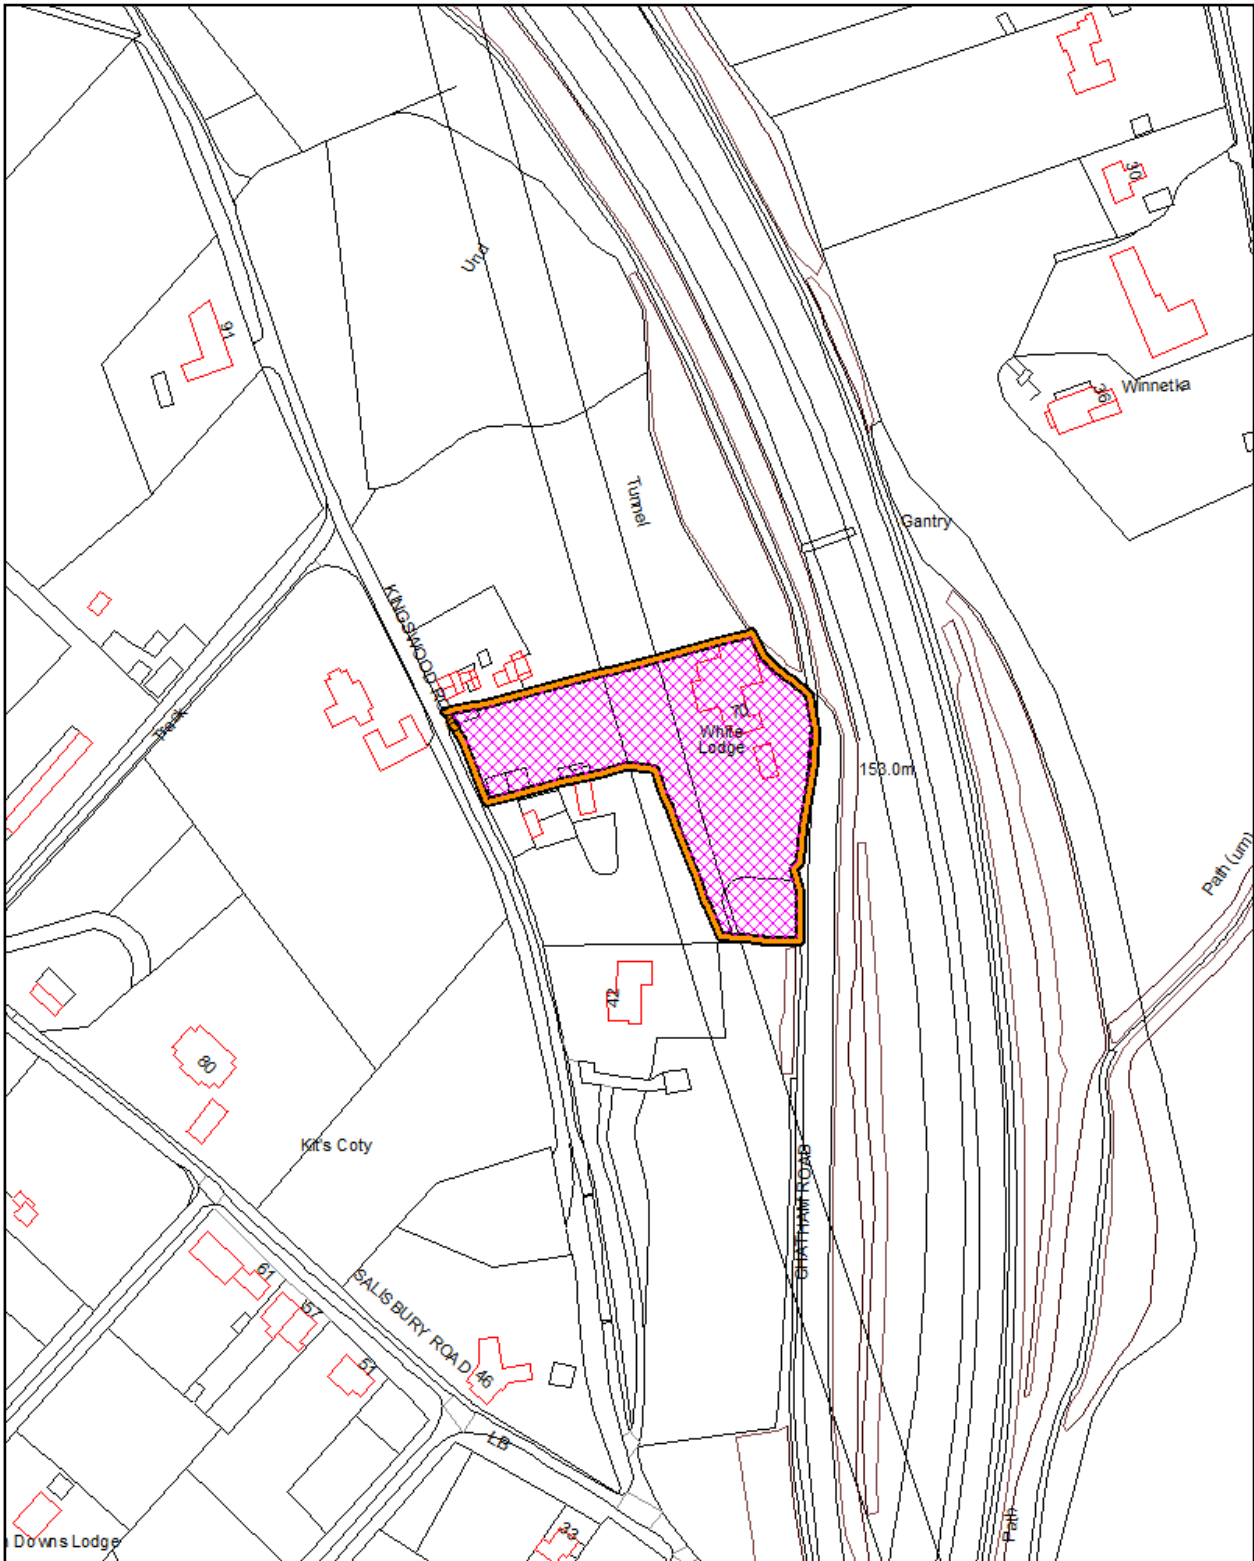 30
Und
91
Winnetka
36
Tunnel
Gantry
KINGSWOOD ROAD
Track
70
White
Lodge
153.0m
Path (um)
42
80
Kit's Coty
CHATHAM ROAD
61
SALISBURY ROAD
57
51
46
LB
Path
33
Downs Lodge